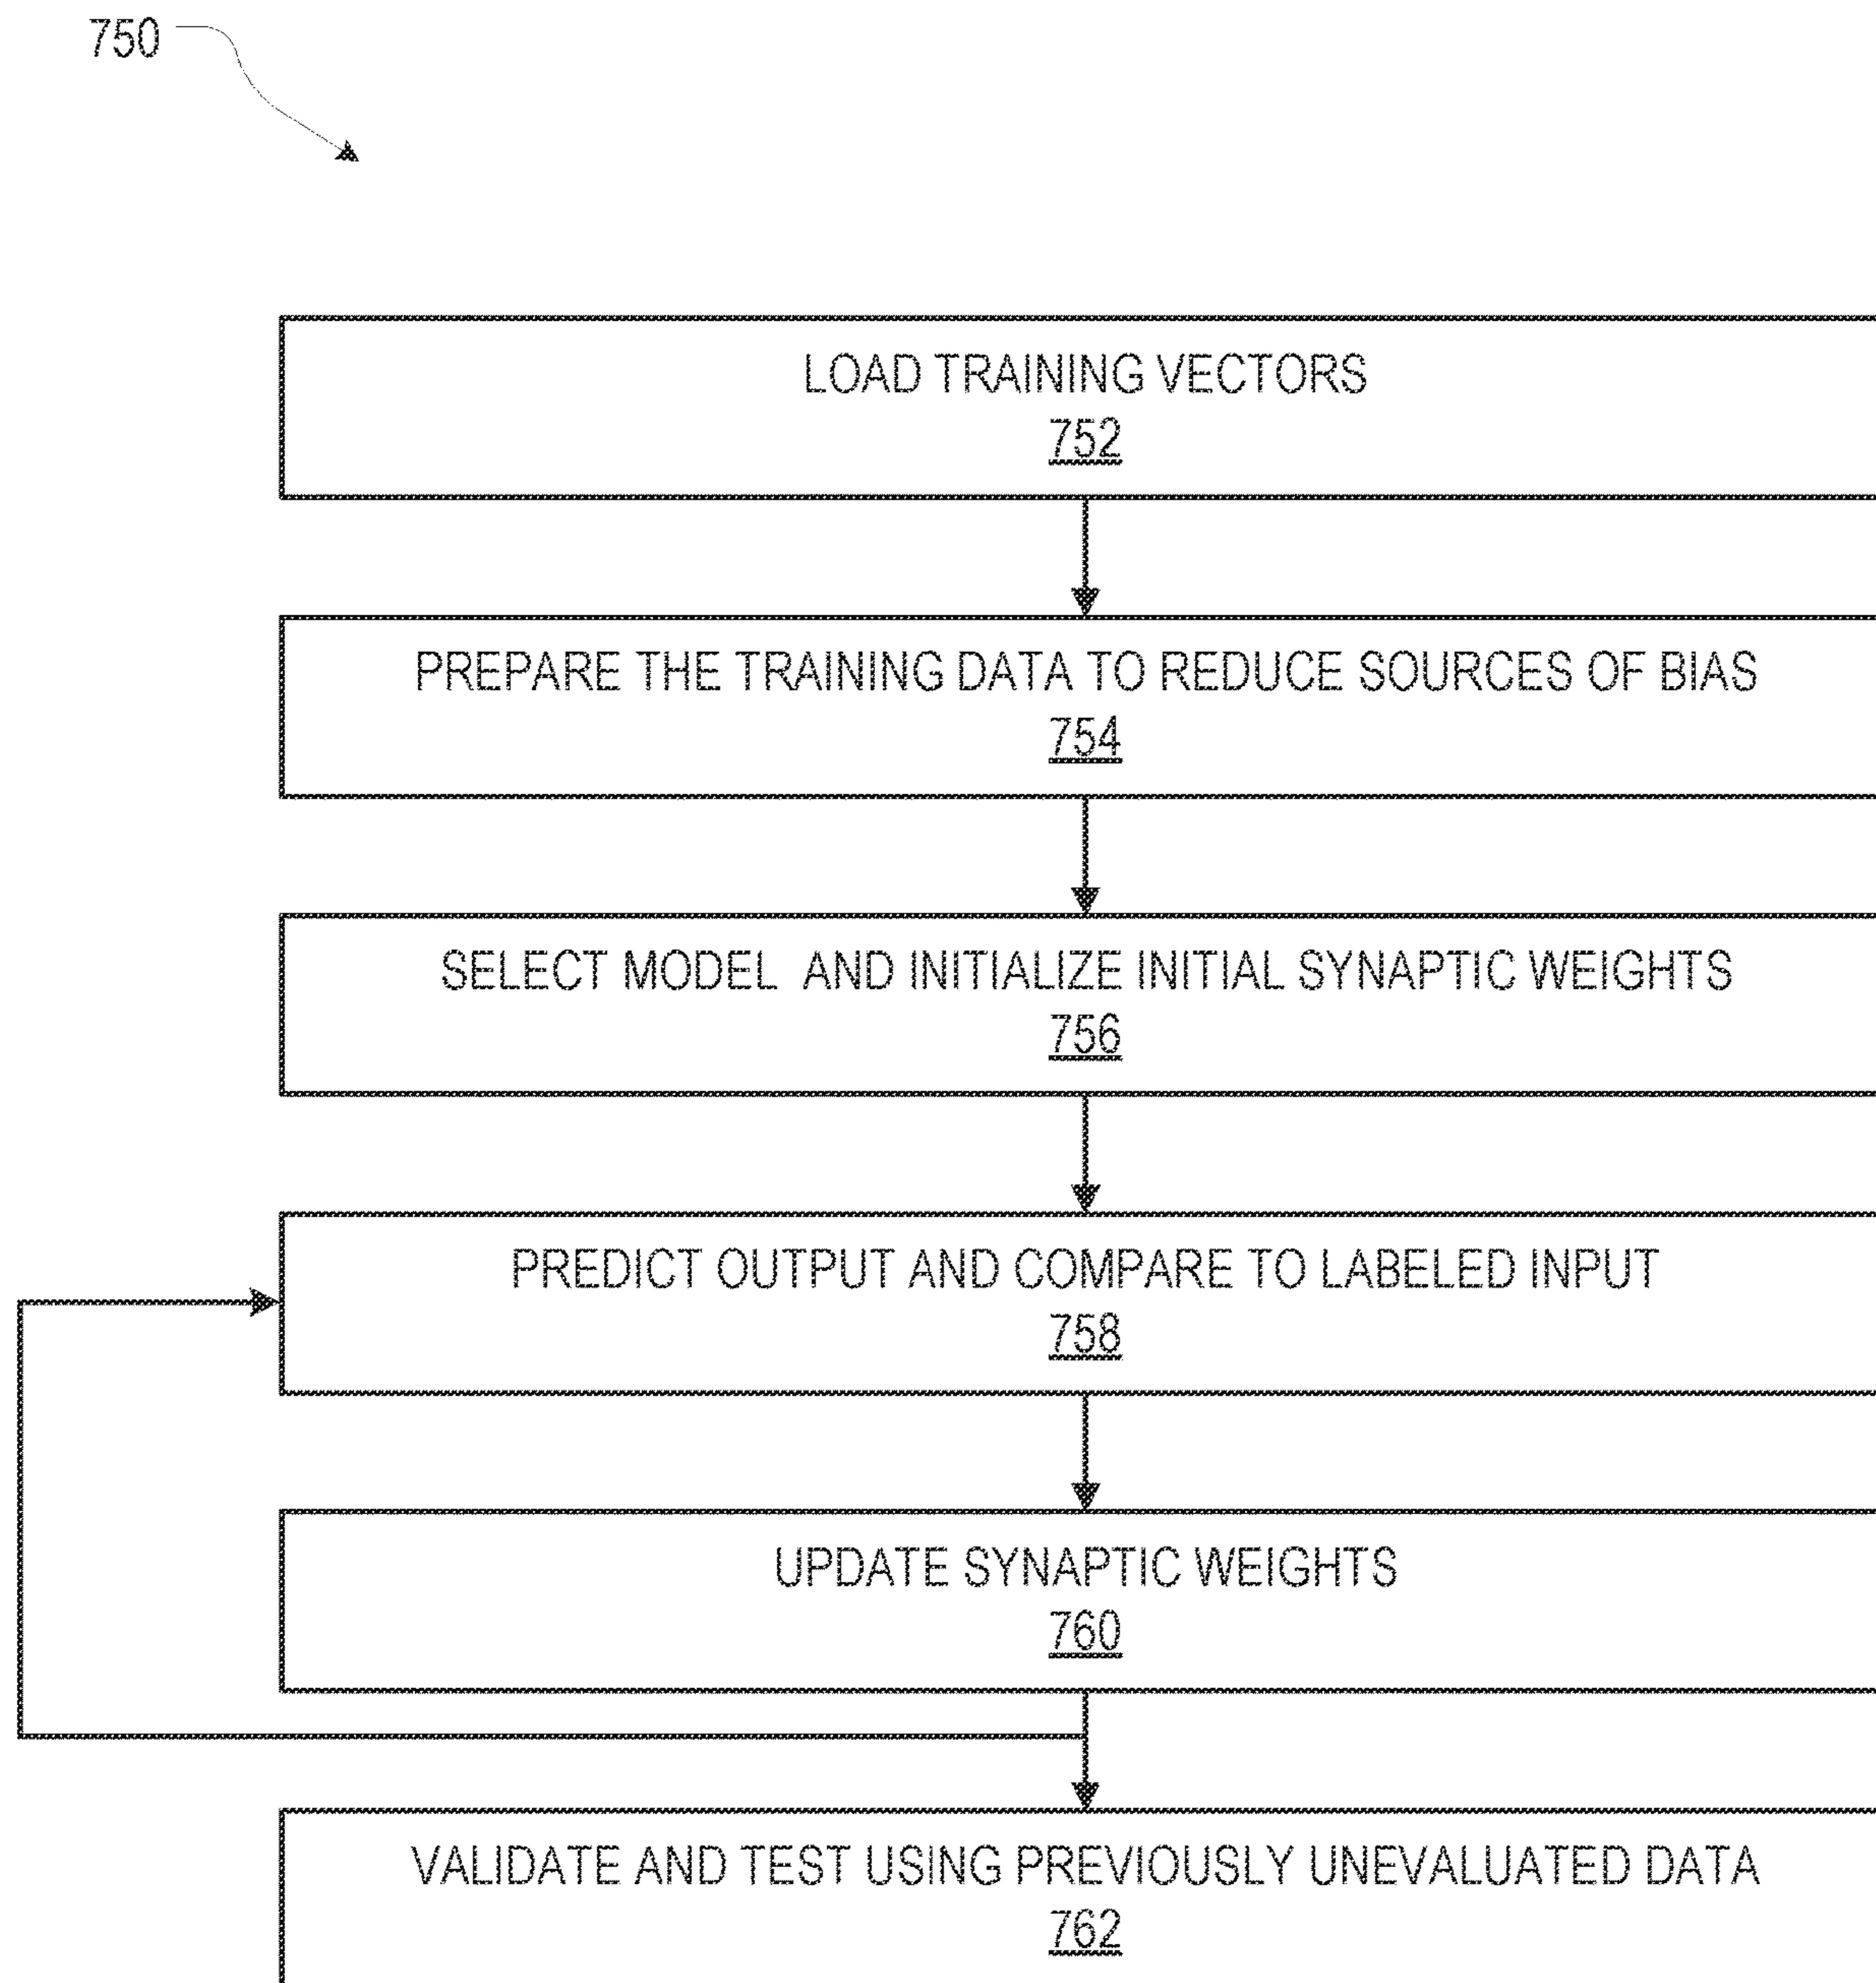 750
LOAD TRAINING VECTORS
752
PREPARE THE TRAINING DATA TO REDUCE SOURCES OF BIAS
754
SELECT MODEL AND INITIALIZE INITIAL SYNAPTIC WEIGHTS
756
PREDICT OUTPUT AND COMPARE TO LABELED INPUT
758
UPDATE SYNAPTIC WEIGHTS
760
VALIDATE AND TEST USING PREVIOUSLY UNEVALUATED DATA
762